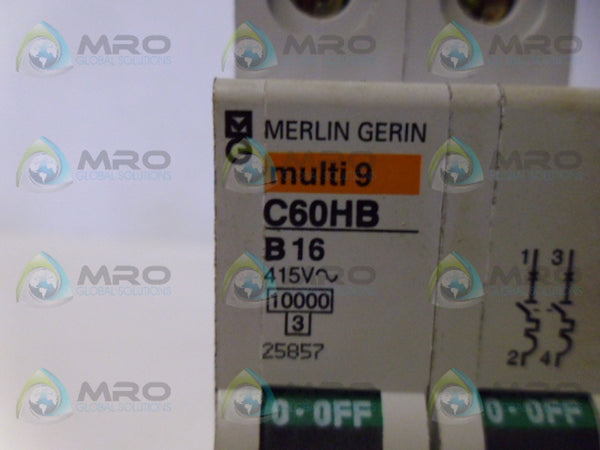 MERLIN GERIN
multi 9
C60HB
B 16
415V~
10000
3
25857
1 3
2 4
0·OFF 0·OFF
MRO
GLOBAL SOLUTIONS